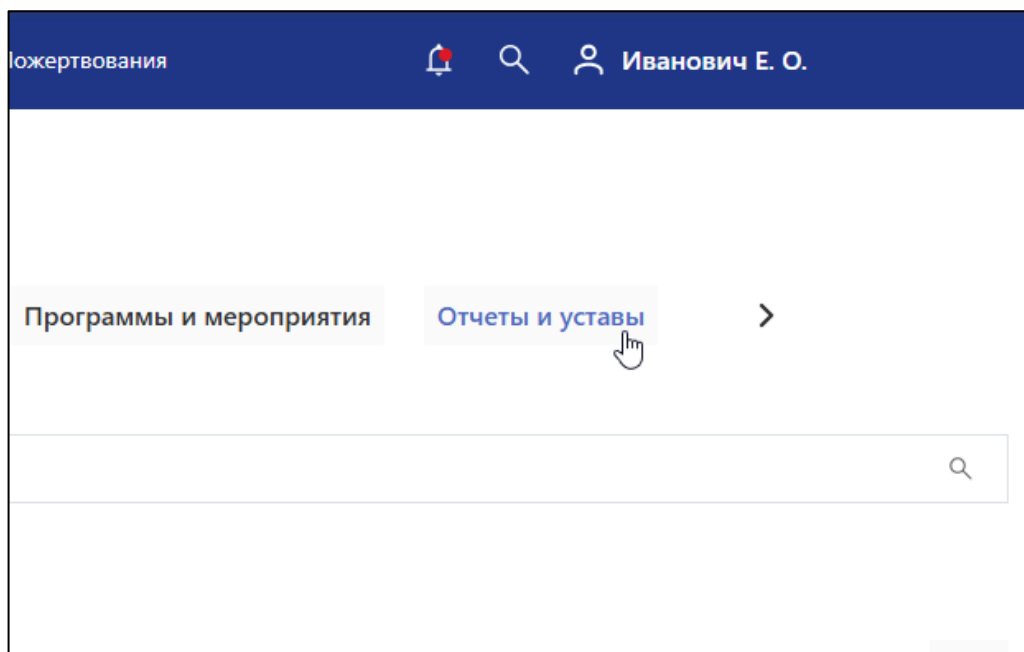 ожертвования
Иванович Е. О.
Программы и мероприятия
Отчеты и уставы